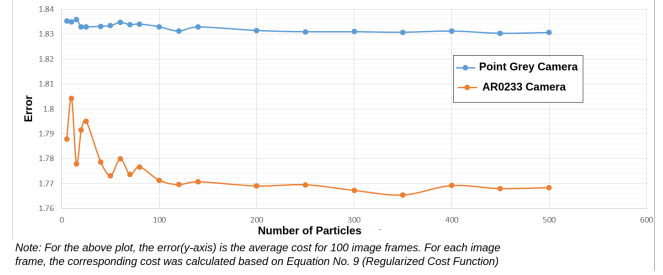 1.84
1.83
1.82
1.81
1.8
1.79
1.78
1.77
1.76
Error
Point Grey Camera
AR0233 Camera
0 100 200 300 400 500 600
Number of Particles
Note: For the above plot, the error(y-axis) is the average cost for 100 image frames. For each image
frame, the corresponding cost was calculated based on Equation No. 9 (Regularized Cost Function)